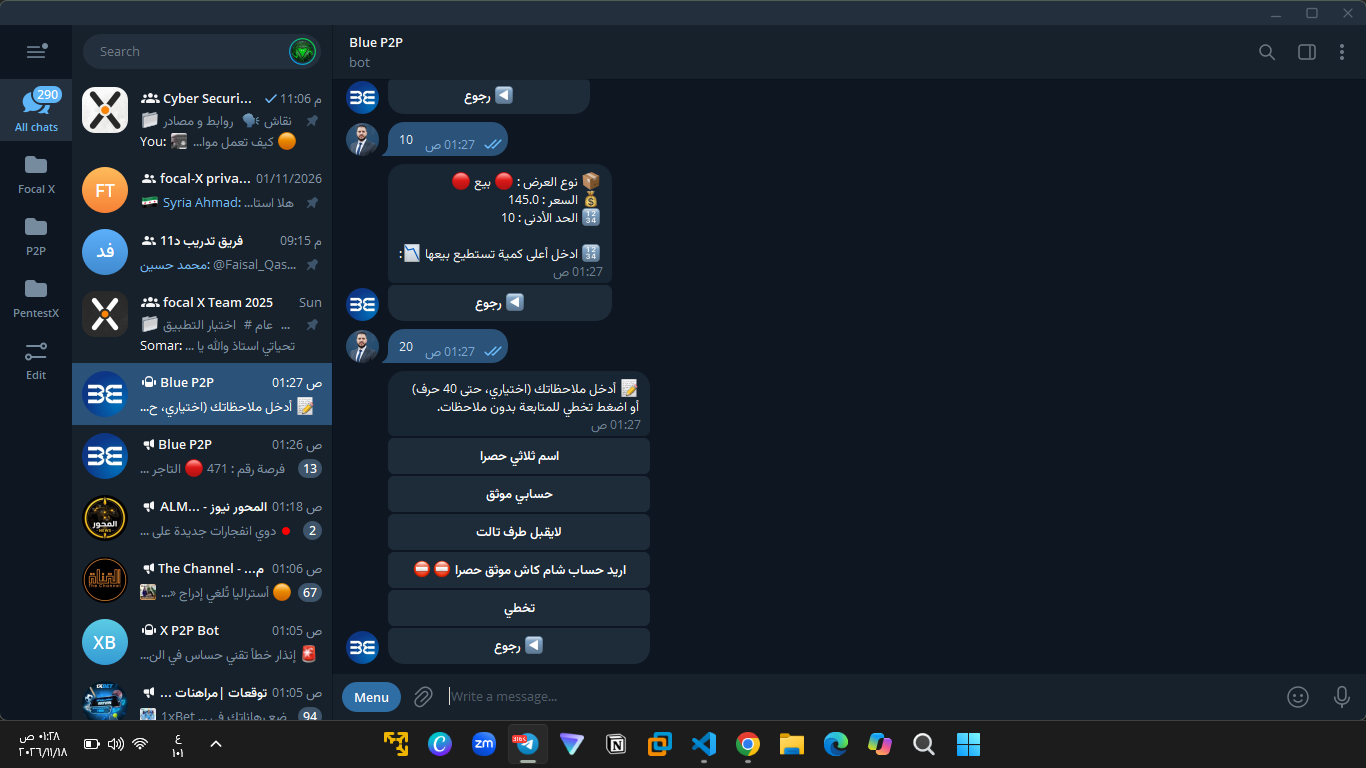 290
All chats
Focal X
P2P
PentestX
Edit
Search
Cyber Securi...
11:06 م
نقاش 🗣 روابط و مصادر
You: كيف تعمل موا...
FT
focal-X priva...
01/11/2026
Syria Ahmad: هلا استا...
فد
فريق تدريب د11
09:15 م
محمد حسين: @Faisal_Qas...
focal X Team 2025
Sun
عام # اختبار التطبيق ...
Somar: تحياتي استاذ والله يا ...
Blue P2P
01:27 ص
📝 أدخل ملاحظاتك (اختياري، ح...
Blue P2P
01:26 ص
فرصة رقم : 471 🔴 التاجر ...
13
المحور نيوز - ...ALM
01:18 ص
دوي انفجارات جديدة على ...
2
The Channel - م...
01:06 ص
🟠 أستراليا تُلغي إدراج «...
67
XB
X P2P Bot
01:05 ص
🚨 إنذار خطأ تقني حساس في الن...
توقعات |مراهنات ...
01:05 ص
1xBet ضع رهاناتك في ...
94
Blue P2P
bot
◀️ رجوع
10
01:27 ص
📦 نوع العرض : 🔴 بيع 🔴
💰 السعر : 145.0
🔢 الحد الأدنى : 10
🔢 ادخل أعلى كمية تستطيع بيعها 📉:
01:27 ص
◀️ رجوع
20
01:27 ص
📝 أدخل ملاحظاتك (اختياري، حتى 40 حرف)
أو اضغط تخطي للمتابعة بدون ملاحظات.
01:27 ص
اسم ثلاثي حصرا
حسابي موثق
لايقبل طرف تالت
اريد حساب شام كاش موثق حصرا ⛔ ⛔
تخطي
◀️ رجوع
Menu
Write a message...
٠١:٢٨ ص
٢٠٢٦/١١/١٨
ع
١٠١
zm